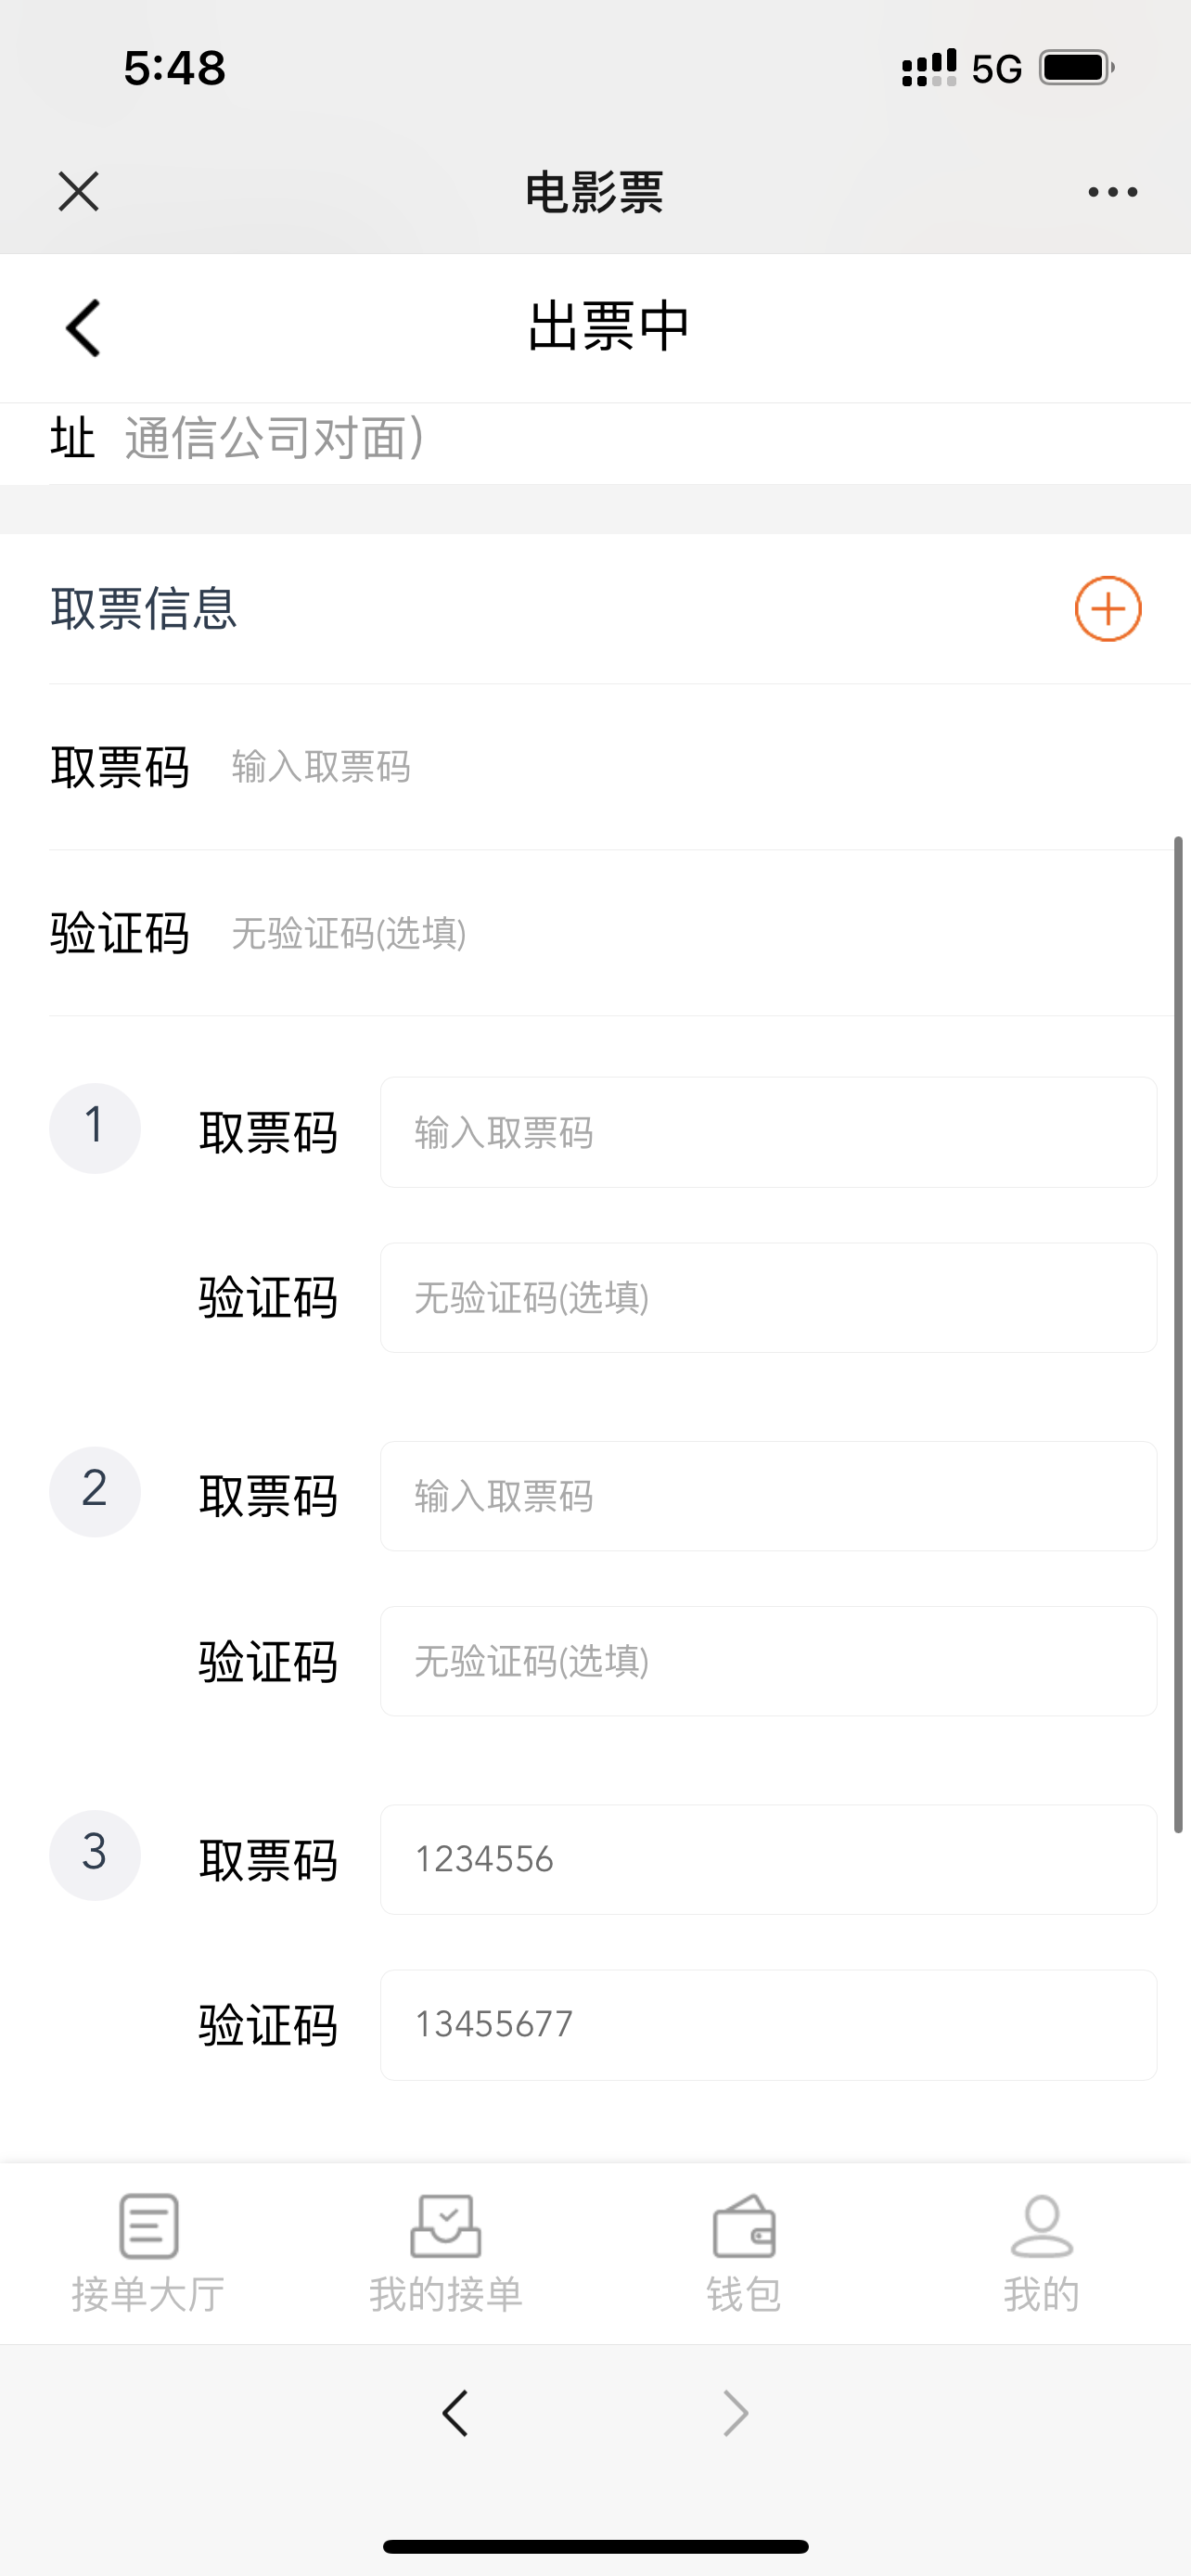 5:48 5G
电影票
出票中
址 通信公司对面)
取票信息
取票码 输入取票码
验证码 无验证码(选填)
1 取票码 输入取票码
验证码 无验证码(选填)
2 取票码 输入取票码
验证码 无验证码(选填)
3 取票码 1234556
验证码 13455677
接单大厅 我的接单 钱包 我的